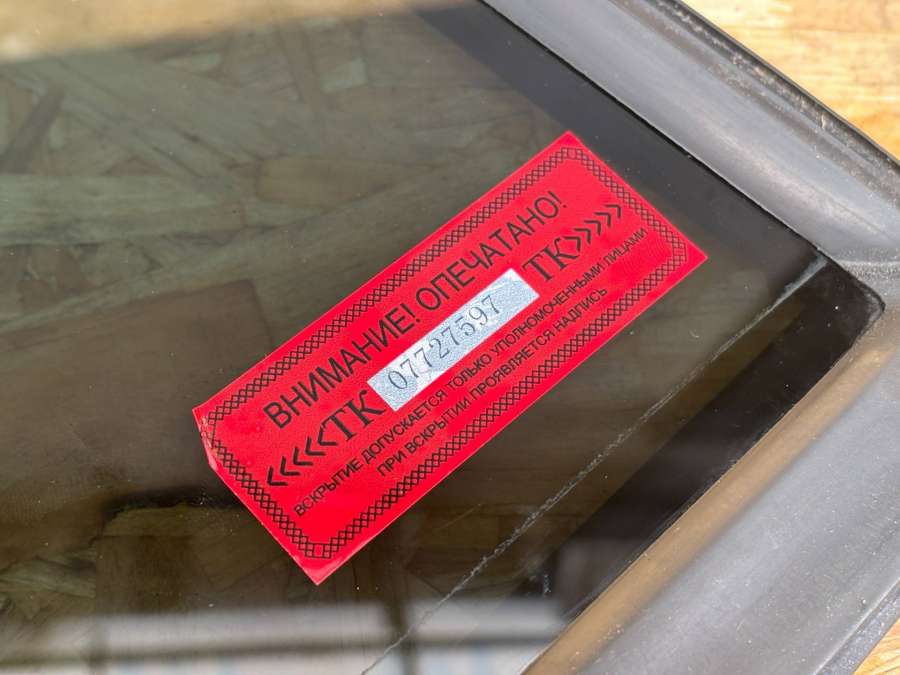 ВНИМАНИЕ! ОПЕЧАТАНО!
<<<<<ТК 07727597 ТК>>>>>
ВСКРЫТИЕ ДОПУСКАЕТСЯ ТОЛЬКО УПОЛНОМОЧЕННЫМИ ЛИЦАМИ
ПРИ ВСКРЫТИИ ПРОЯВЛЯЕТСЯ НАДПИСЬ